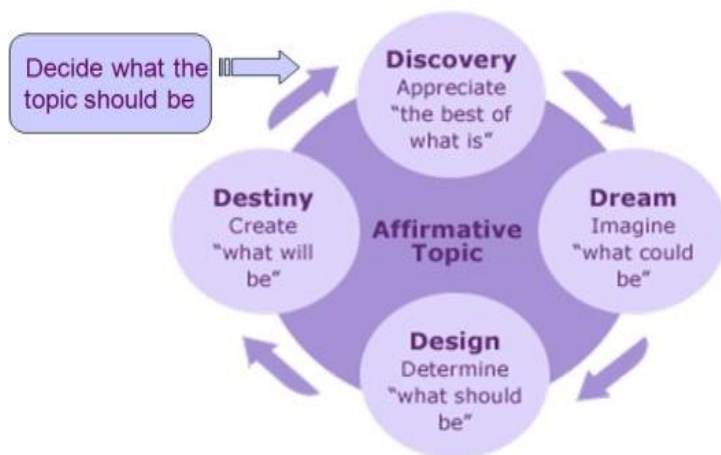 Decide what the
topic should be
Discovery
Appreciate
“the best of
what is”
Dream
Imagine
“what could
be”
Design
Determine
“what should
be”
Destiny
Create
“what will
be”
Affirmative
Topic